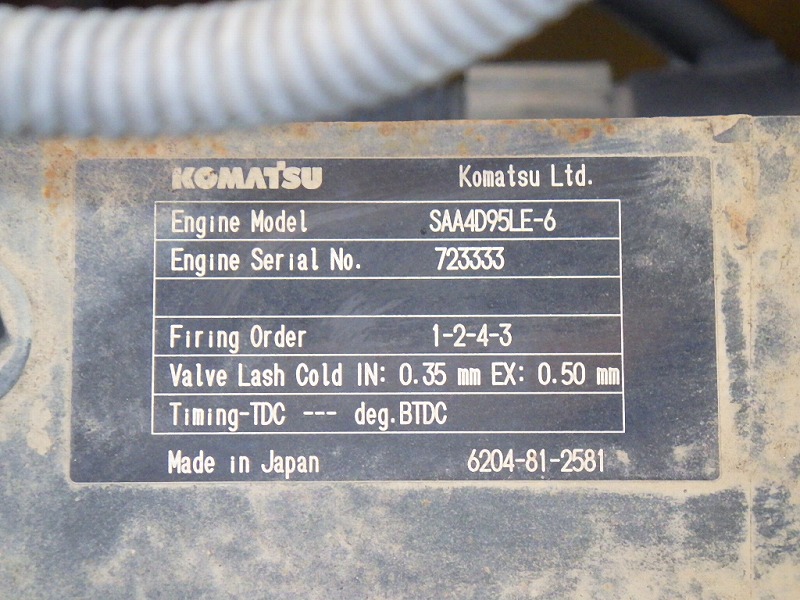 KOMATSU Komatsu Ltd.
Engine Model SAA4D95LE-6
Engine Serial No. 723333
Firing Order 1-2-4-3
Valve Lash Cold IN: 0.35 mm EX: 0.50 mm
Timing-TDC --- deg.BTDC
Made in Japan 6204-81-2581